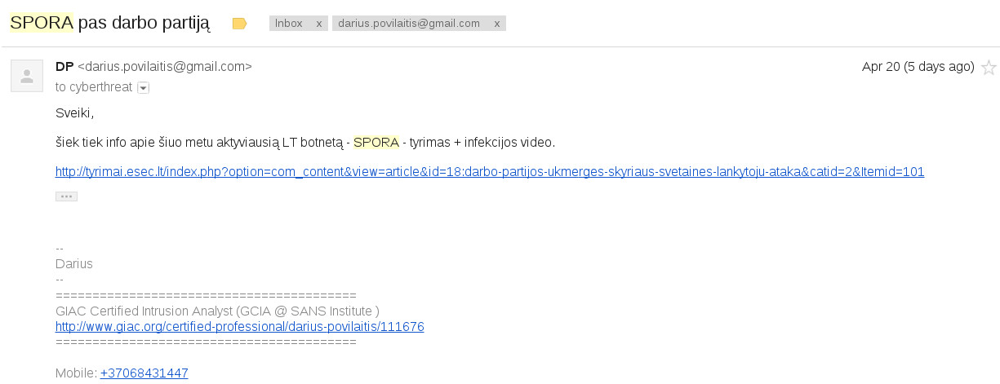 SPORA pas darbo partiją Inbox x darius.povilaitis@gmail.com x
DP <darius.povilaitis@gmail.com> Apr 20 (5 days ago)
to cyberthreat
Sveiki,
šiek tiek info apie šiuo metu aktyviausią LT botnetą - SPORA - tyrimas + infekcijos video.
http://tyrimai.esec.lt/index.php?option=com_content&view=article&id=18:darbo-partijos-ukmerges-skyriaus-svetaines-lankytoju-ataka&catid=2&Itemid=101
--
Darius
--
=========================================
GIAC Certified Intrusion Analyst (GCIA @ SANS Institute )
http://www.giac.org/certified-professional/darius-povilaitis/111676
=========================================
Mobile: +37068431447